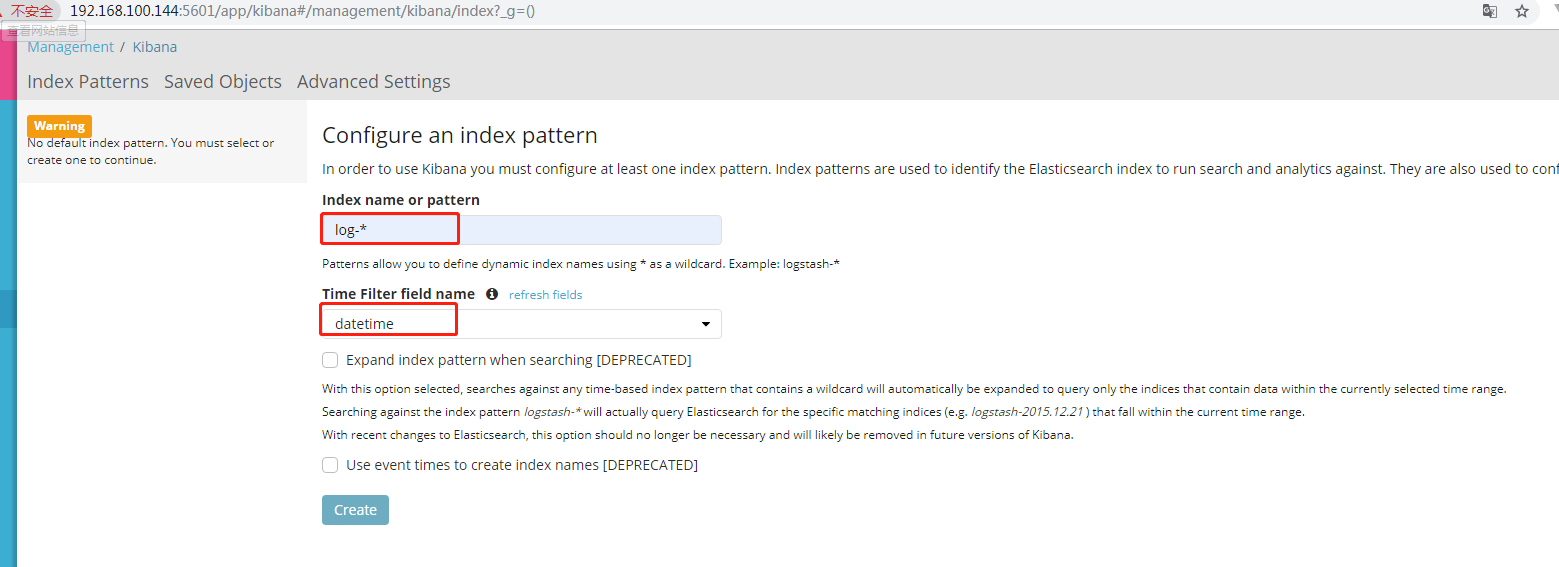 不安全 192.168.100.144:5601/app/kibana#/management/kibana/index?_g=()
查看网站信息
Management / Kibana
Index Patterns Saved Objects Advanced Settings
Warning
No default index pattern. You must select or
create one to continue.
Configure an index pattern
In order to use Kibana you must configure at least one index pattern. Index patterns are used to identify the Elasticsearch index to run search and analytics against. They are also used to conf
Index name or pattern
log-*
Patterns allow you to define dynamic index names using * as a wildcard. Example: logstash-*
Time Filter field name refresh fields
datetime
Expand index pattern when searching [DEPRECATED]
With this option selected, searches against any time-based index pattern that contains a wildcard will automatically be expanded to query only the indices that contain data within the currently selected time range.
Searching against the index pattern logstash-* will actually query Elasticsearch for the specific matching indices (e.g. logstash-2015.12.21 ) that fall within the current time range.
With recent changes to Elasticsearch, this option should no longer be necessary and will likely be removed in future versions of Kibana.
Use event times to create index names [DEPRECATED]
Create